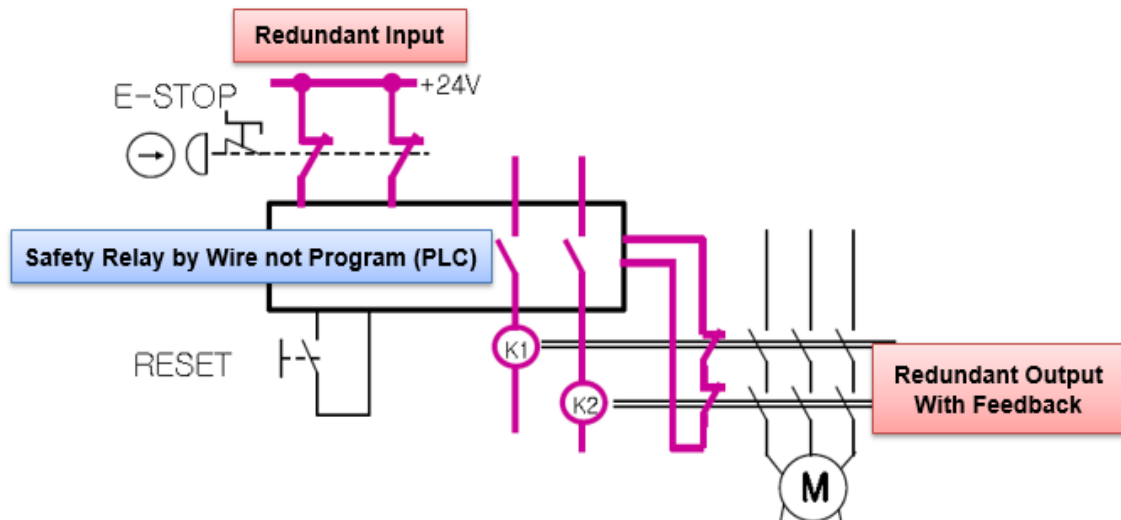 Redundant Input
+24V
E-STOP
Safety Relay by Wire not Program (PLC)
RESET
K1
K2
Redundant Output
With Feedback
M